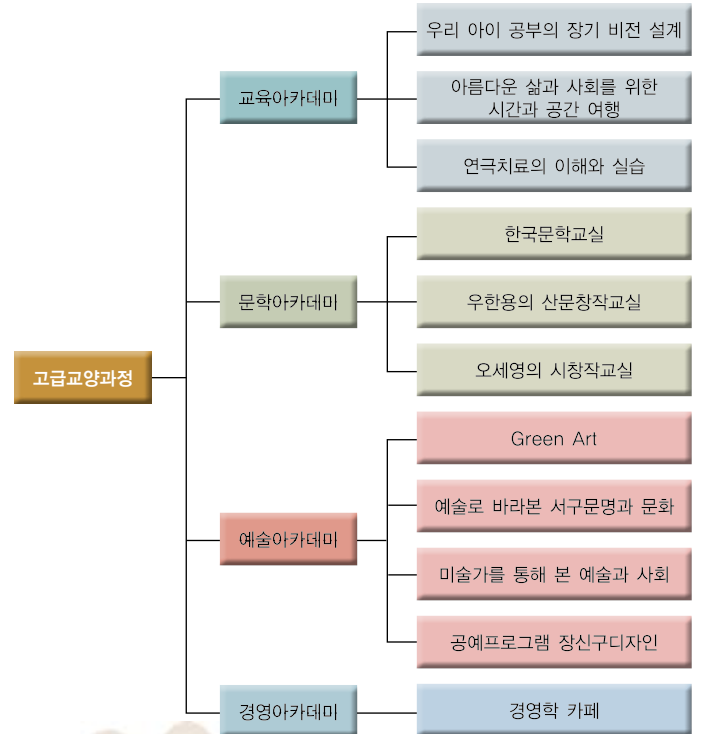 고급교양과정
교육아카데미
우리 아이 공부의 장기 비전 설계
아름다운 삶과 사회를 위한
시간과 공간 여행
연극치료의 이해와 실습
문학아카데미
한국문학교실
우한용의 산문창작교실
오세영의 시창작교실
예술아카데미
Green Art
예술로 바라본 서구문명과 문화
미술가를 통해 본 예술과 사회
공예프로그램 장신구디자인
경영아카데미
경영학 카페